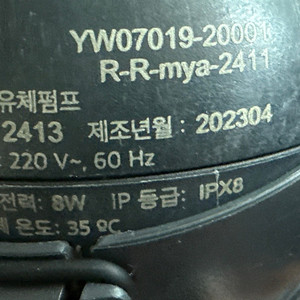 YW07019-20001
R-R-mya-2411
유체펌프
2413 제조년월 : 202304
: 220 V~, 60 Hz
전력: 8W IP 등급: IPX8
온도: 35 ºC